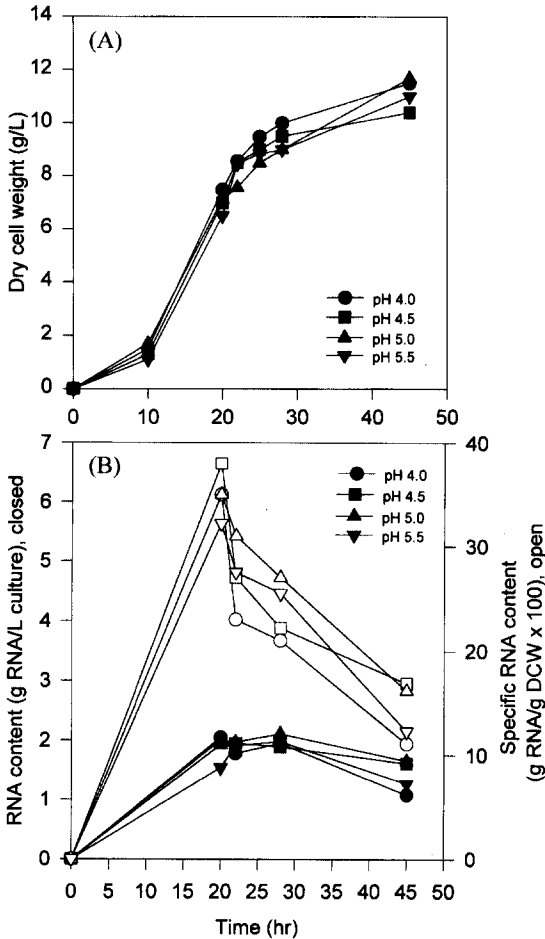 14
(A)
12
10
8
6
4
2
0
Dry cell weight (g/L)
pH 4.0
pH 4.5
pH 5.0
pH 5.5
0 10 20 30 40 50
7
(B)
6
5
4
3
2
1
0
RNA content (g RNA/L culture), closed
pH 4.0
pH 4.5
pH 5.0
pH 5.5
40
30
20
10
0
Specific RNA content
(g RNA/g DCW x 100), open
0 5 10 15 20 25 30 35 40 45 50
Time (hr)